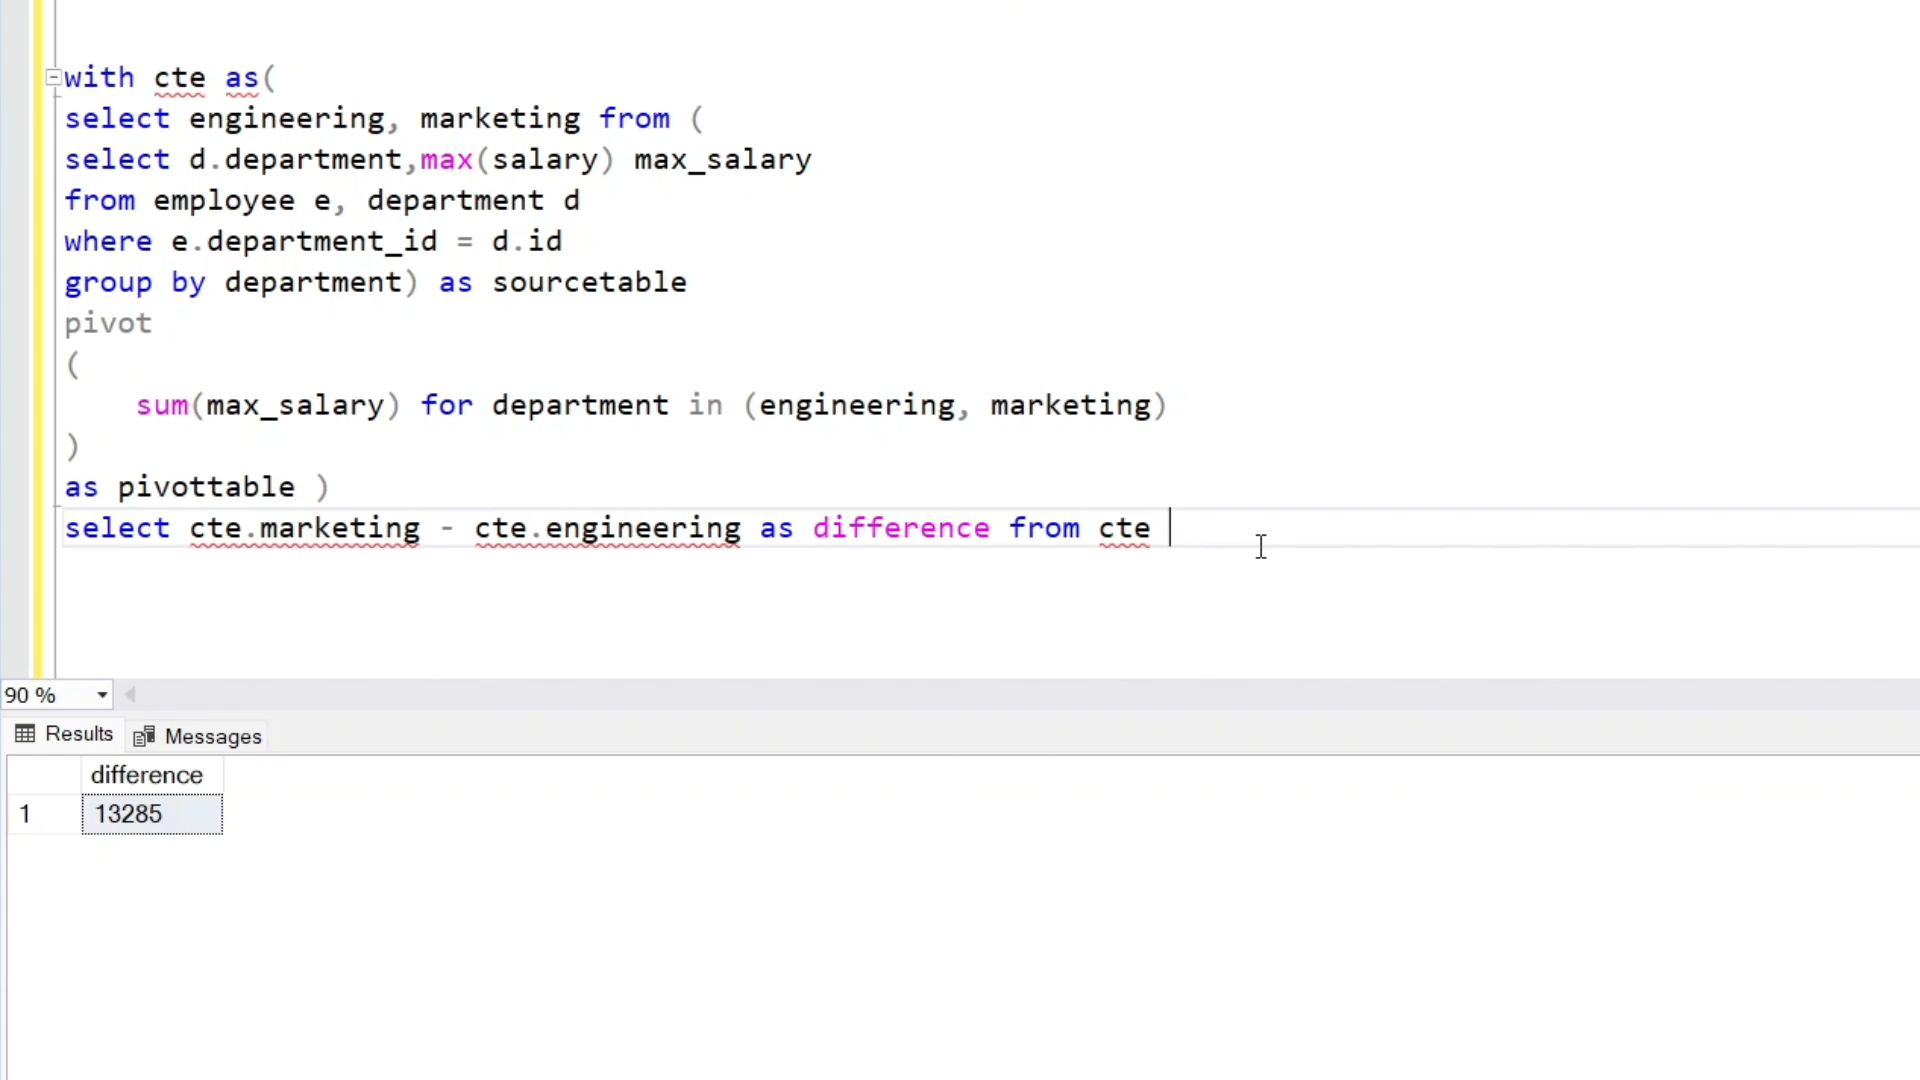 with cte as(
select engineering, marketing from (
select d.department,max(salary) max_salary
from employee e, department d
where e.department_id = d.id
group by department) as sourcetable
pivot
(
    sum(max_salary) for department in (engineering, marketing)
)
as pivottable )
select cte.marketing - cte.engineering as difference from cte
90 %
Results Messages
difference
1 13285